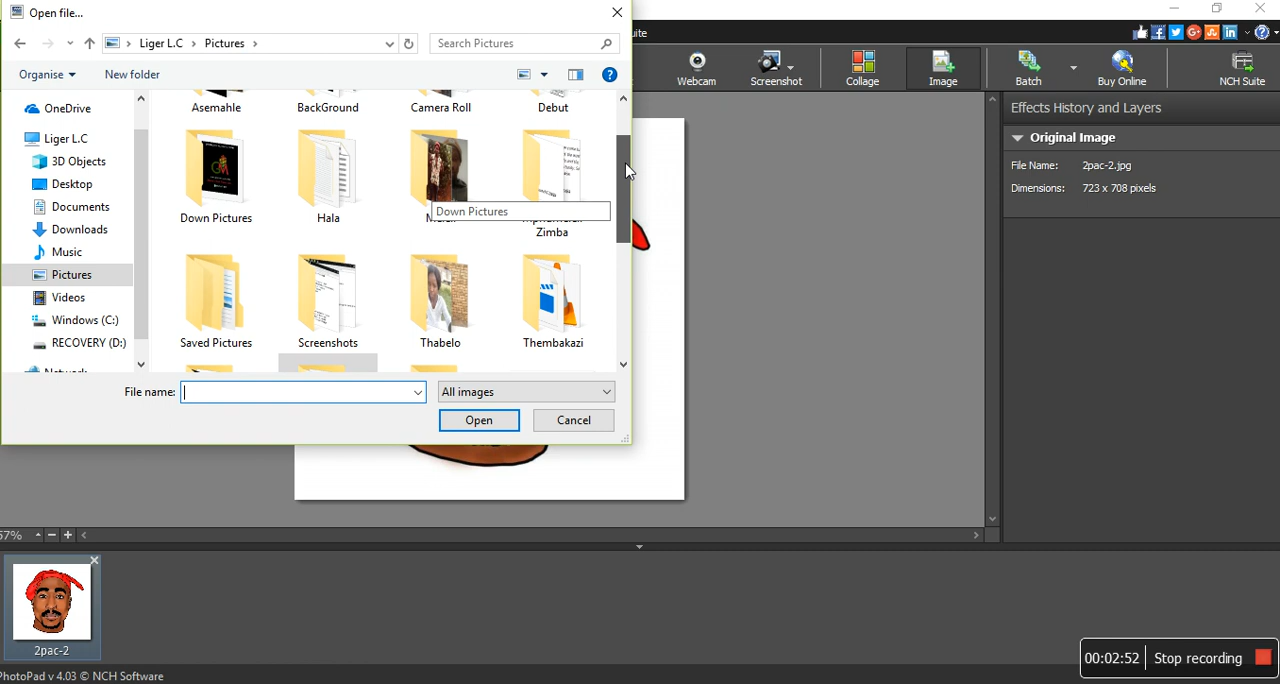 Open file...
Liger L.C > Pictures >
Search Pictures
Organise
New folder
OneDrive
Liger L.C
3D Objects
Desktop
Documents
Downloads
Music
Pictures
Videos
Windows (C:)
RECOVERY (D:)
Asemahle
BackGround
Camera Roll
Debut
Down Pictures
Hala
Down Pictures
Zimba
Saved Pictures
Screenshots
Thabelo
Thembakazi
File name:
All images
Open
Cancel
uite
Webcam
Screenshot
Collage
Image
Batch
Buy Online
NCH Suite
Effects History and Layers
Original Image
File Name: 2pac-2.jpg
Dimensions: 723 x 708 pixels
57%
2pac-2
PhotoPad v 4.03 © NCH Software
00:02:52
Stop recording